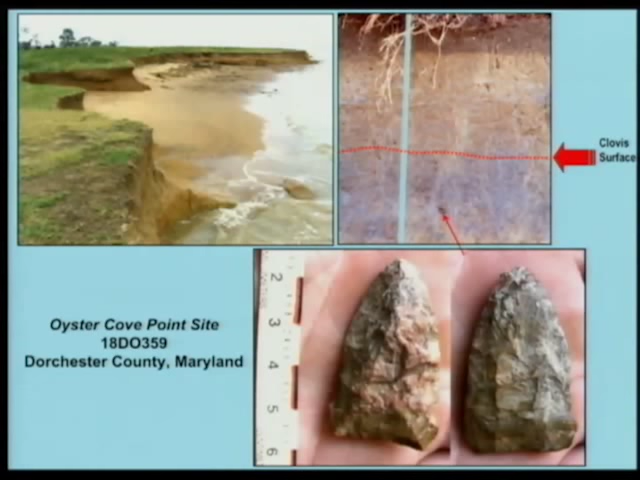 Clovis
Surface
Oyster Cove Point Site
18DO359
Dorchester County, Maryland
2
3
4
5
6